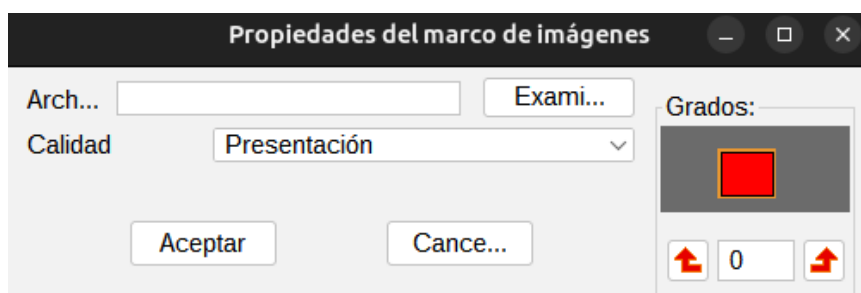 Propiedades del marco de imágenes
Arch... Exami...
Calidad Presentación
Aceptar Cance...
Grados:
0